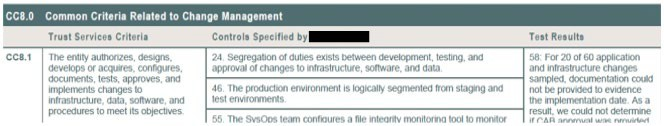 CC8.0 Common Criteria Related to Change Management
Trust Services Criteria Controls Specified by Test Results
CC8.1 The entity authorizes, designs,
develops or acquires, configures,
documents, tests, approves, and
implements changes to
infrastructure, data, software, and
procedures to meet its objectives.
24. Segregation of duties exists between development, testing, and
approval of changes to infrastructure, software, and data.
46. The production environment is logically segmented from staging and
test environments.
55. The SysOps team configures a file integrity monitoring tool to monitor
58: For 20 of 60 application
and infrastructure changes
sampled, documentation could
not be provided to evidence
the implementation date. As a
result, we could not determine
if CAB approval was provided